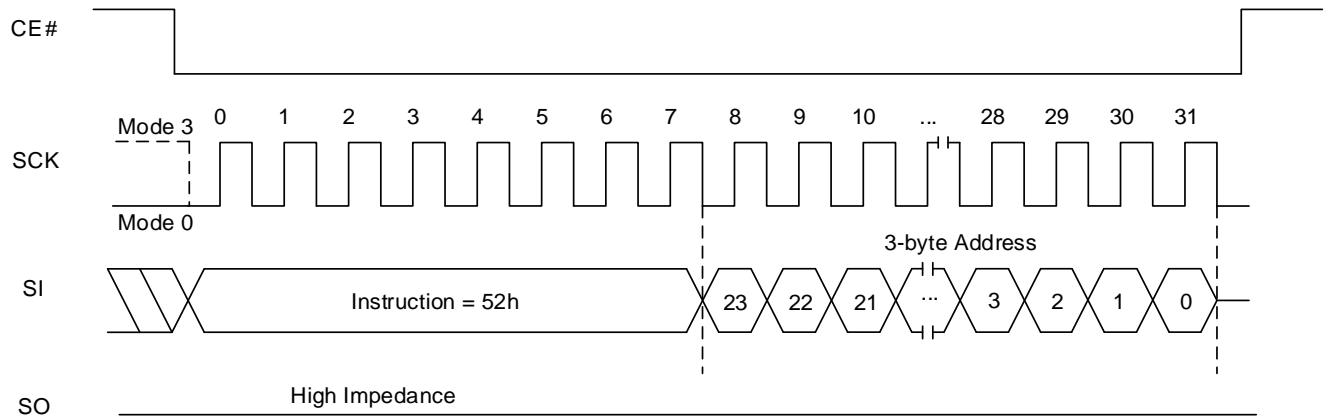 CE#
0 1 2 3 4 5 6 7 8 9 10 ... 28 29 30 31
Mode 3
SCK
Mode 0
3-byte Address
SI
Instruction = 52h 23 22 21 ... 3 2 1 0
High Impedance
SO